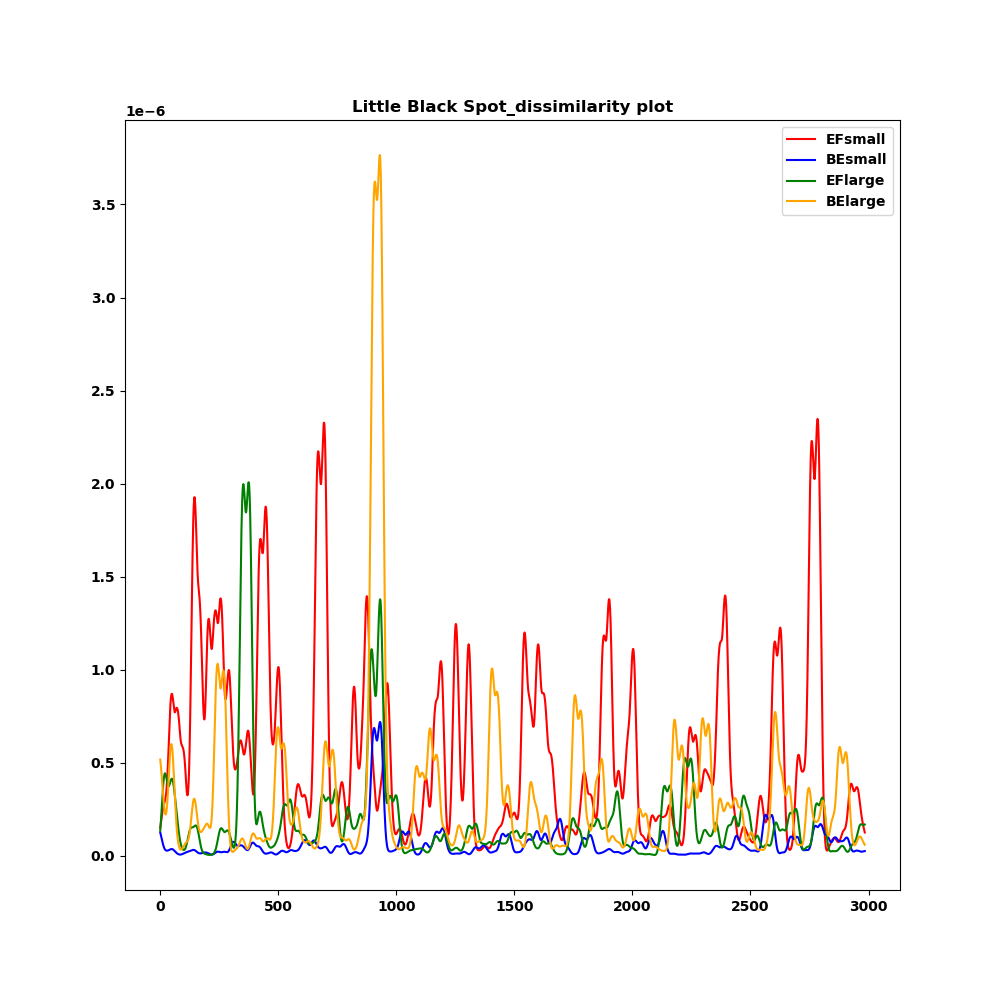 Little Black Spot_dissimilarity plot
1e−6
EFsmall
BEsmall
EFlarge
BElarge
3.5
3.0
2.5
2.0
1.5
1.0
0.5
0.0
0 500 1000 1500 2000 2500 3000